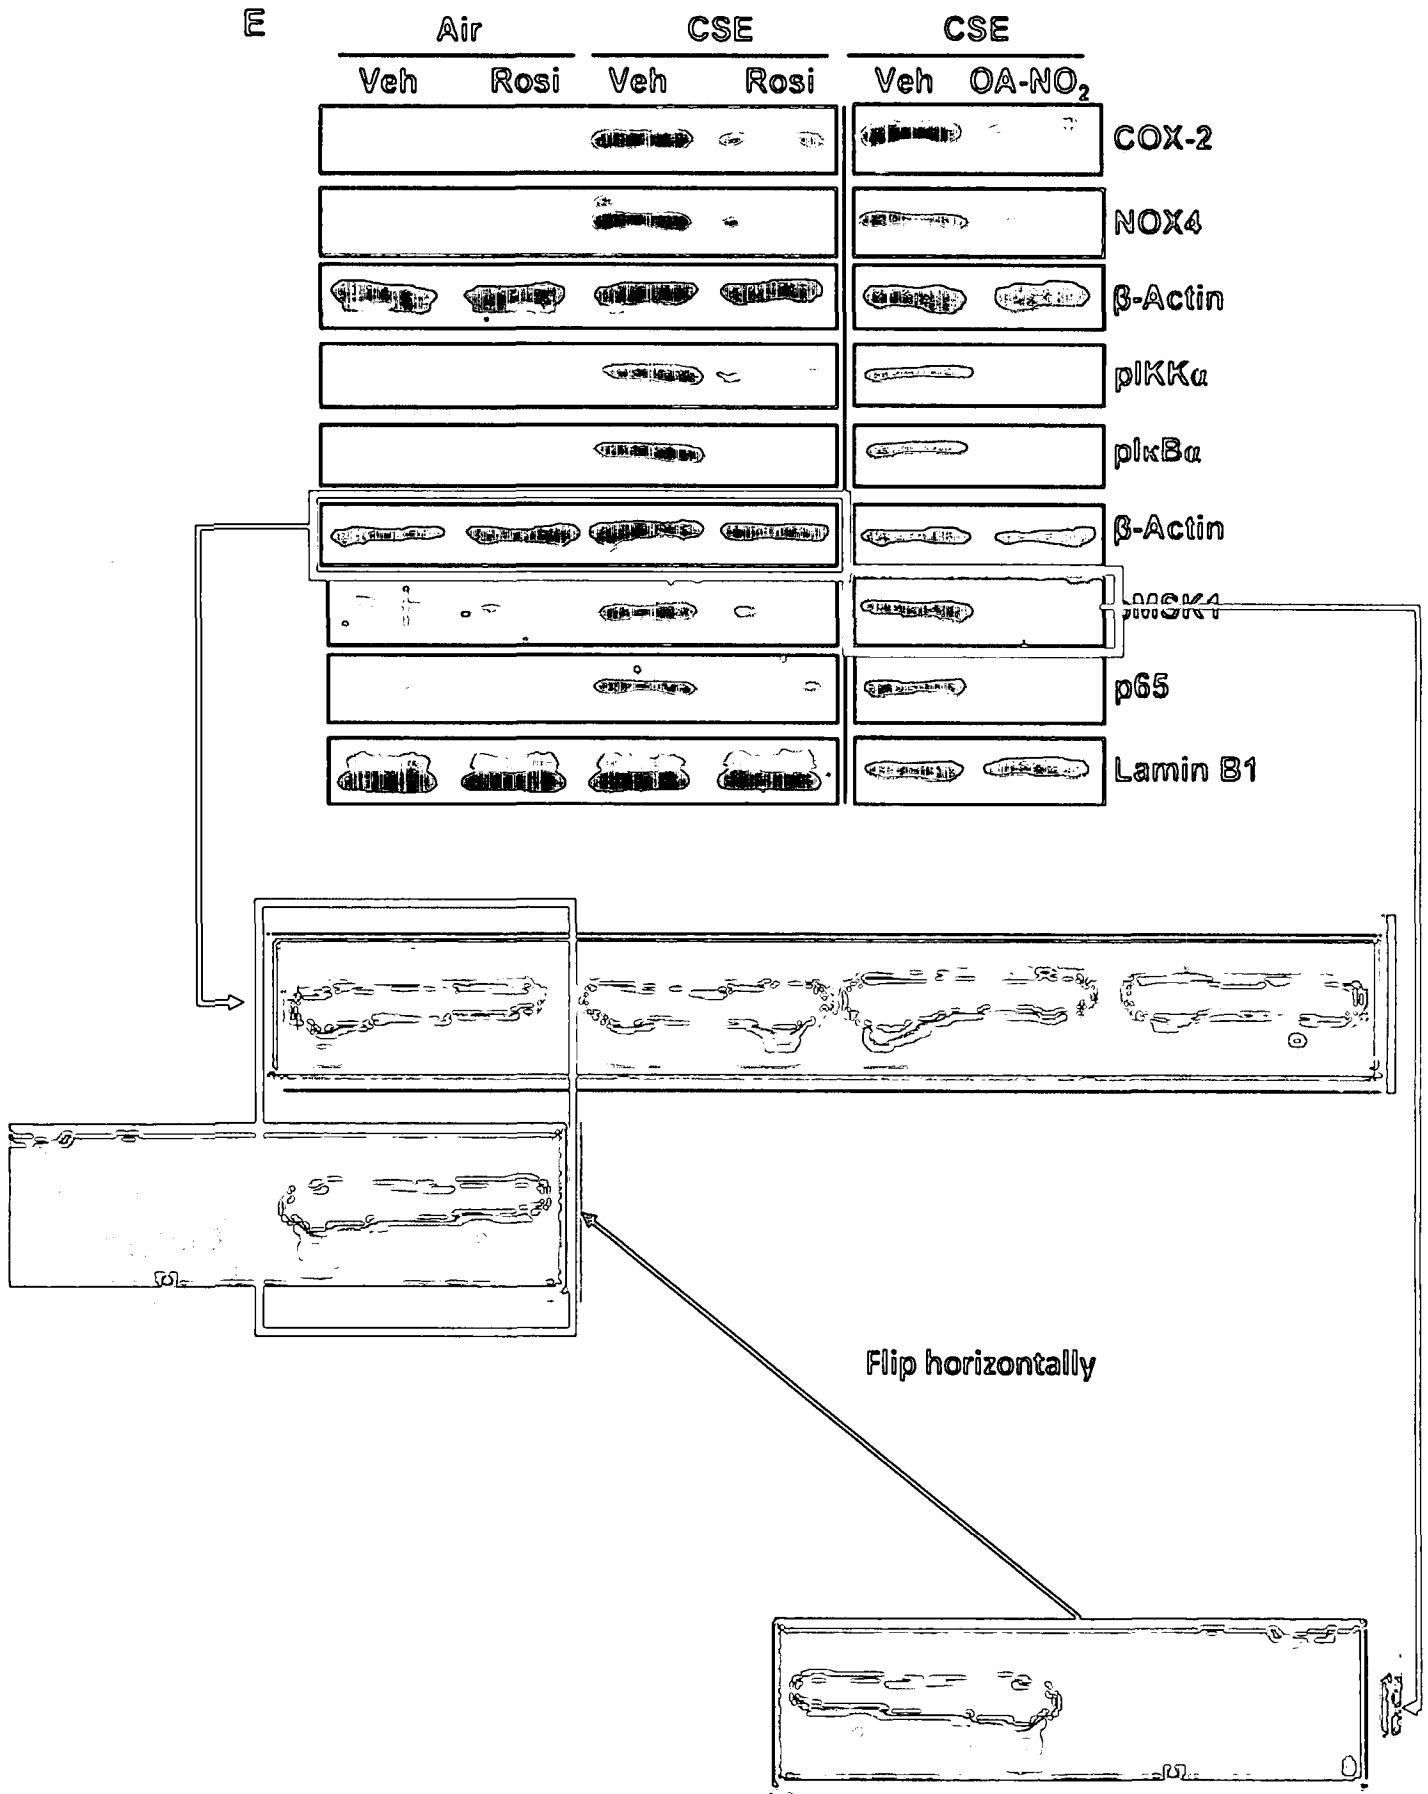 E
Air CSE CSE
Veh Rosi Veh Rosi Veh OA-NO₂
COX-2
NOX4
β-Actin
pIKKα
pIκBα
β-Actin
pMSK1
p65
Lamin B1
Flip horizontally